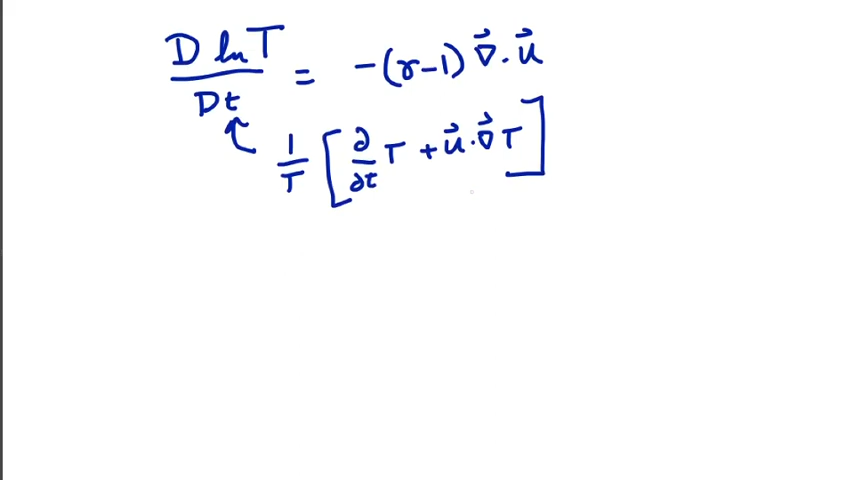 D ln T / Dt = -(γ-1) ∇⃗ · u⃗
1/T [ ∂/∂t T + u⃗ · ∇⃗ T ]